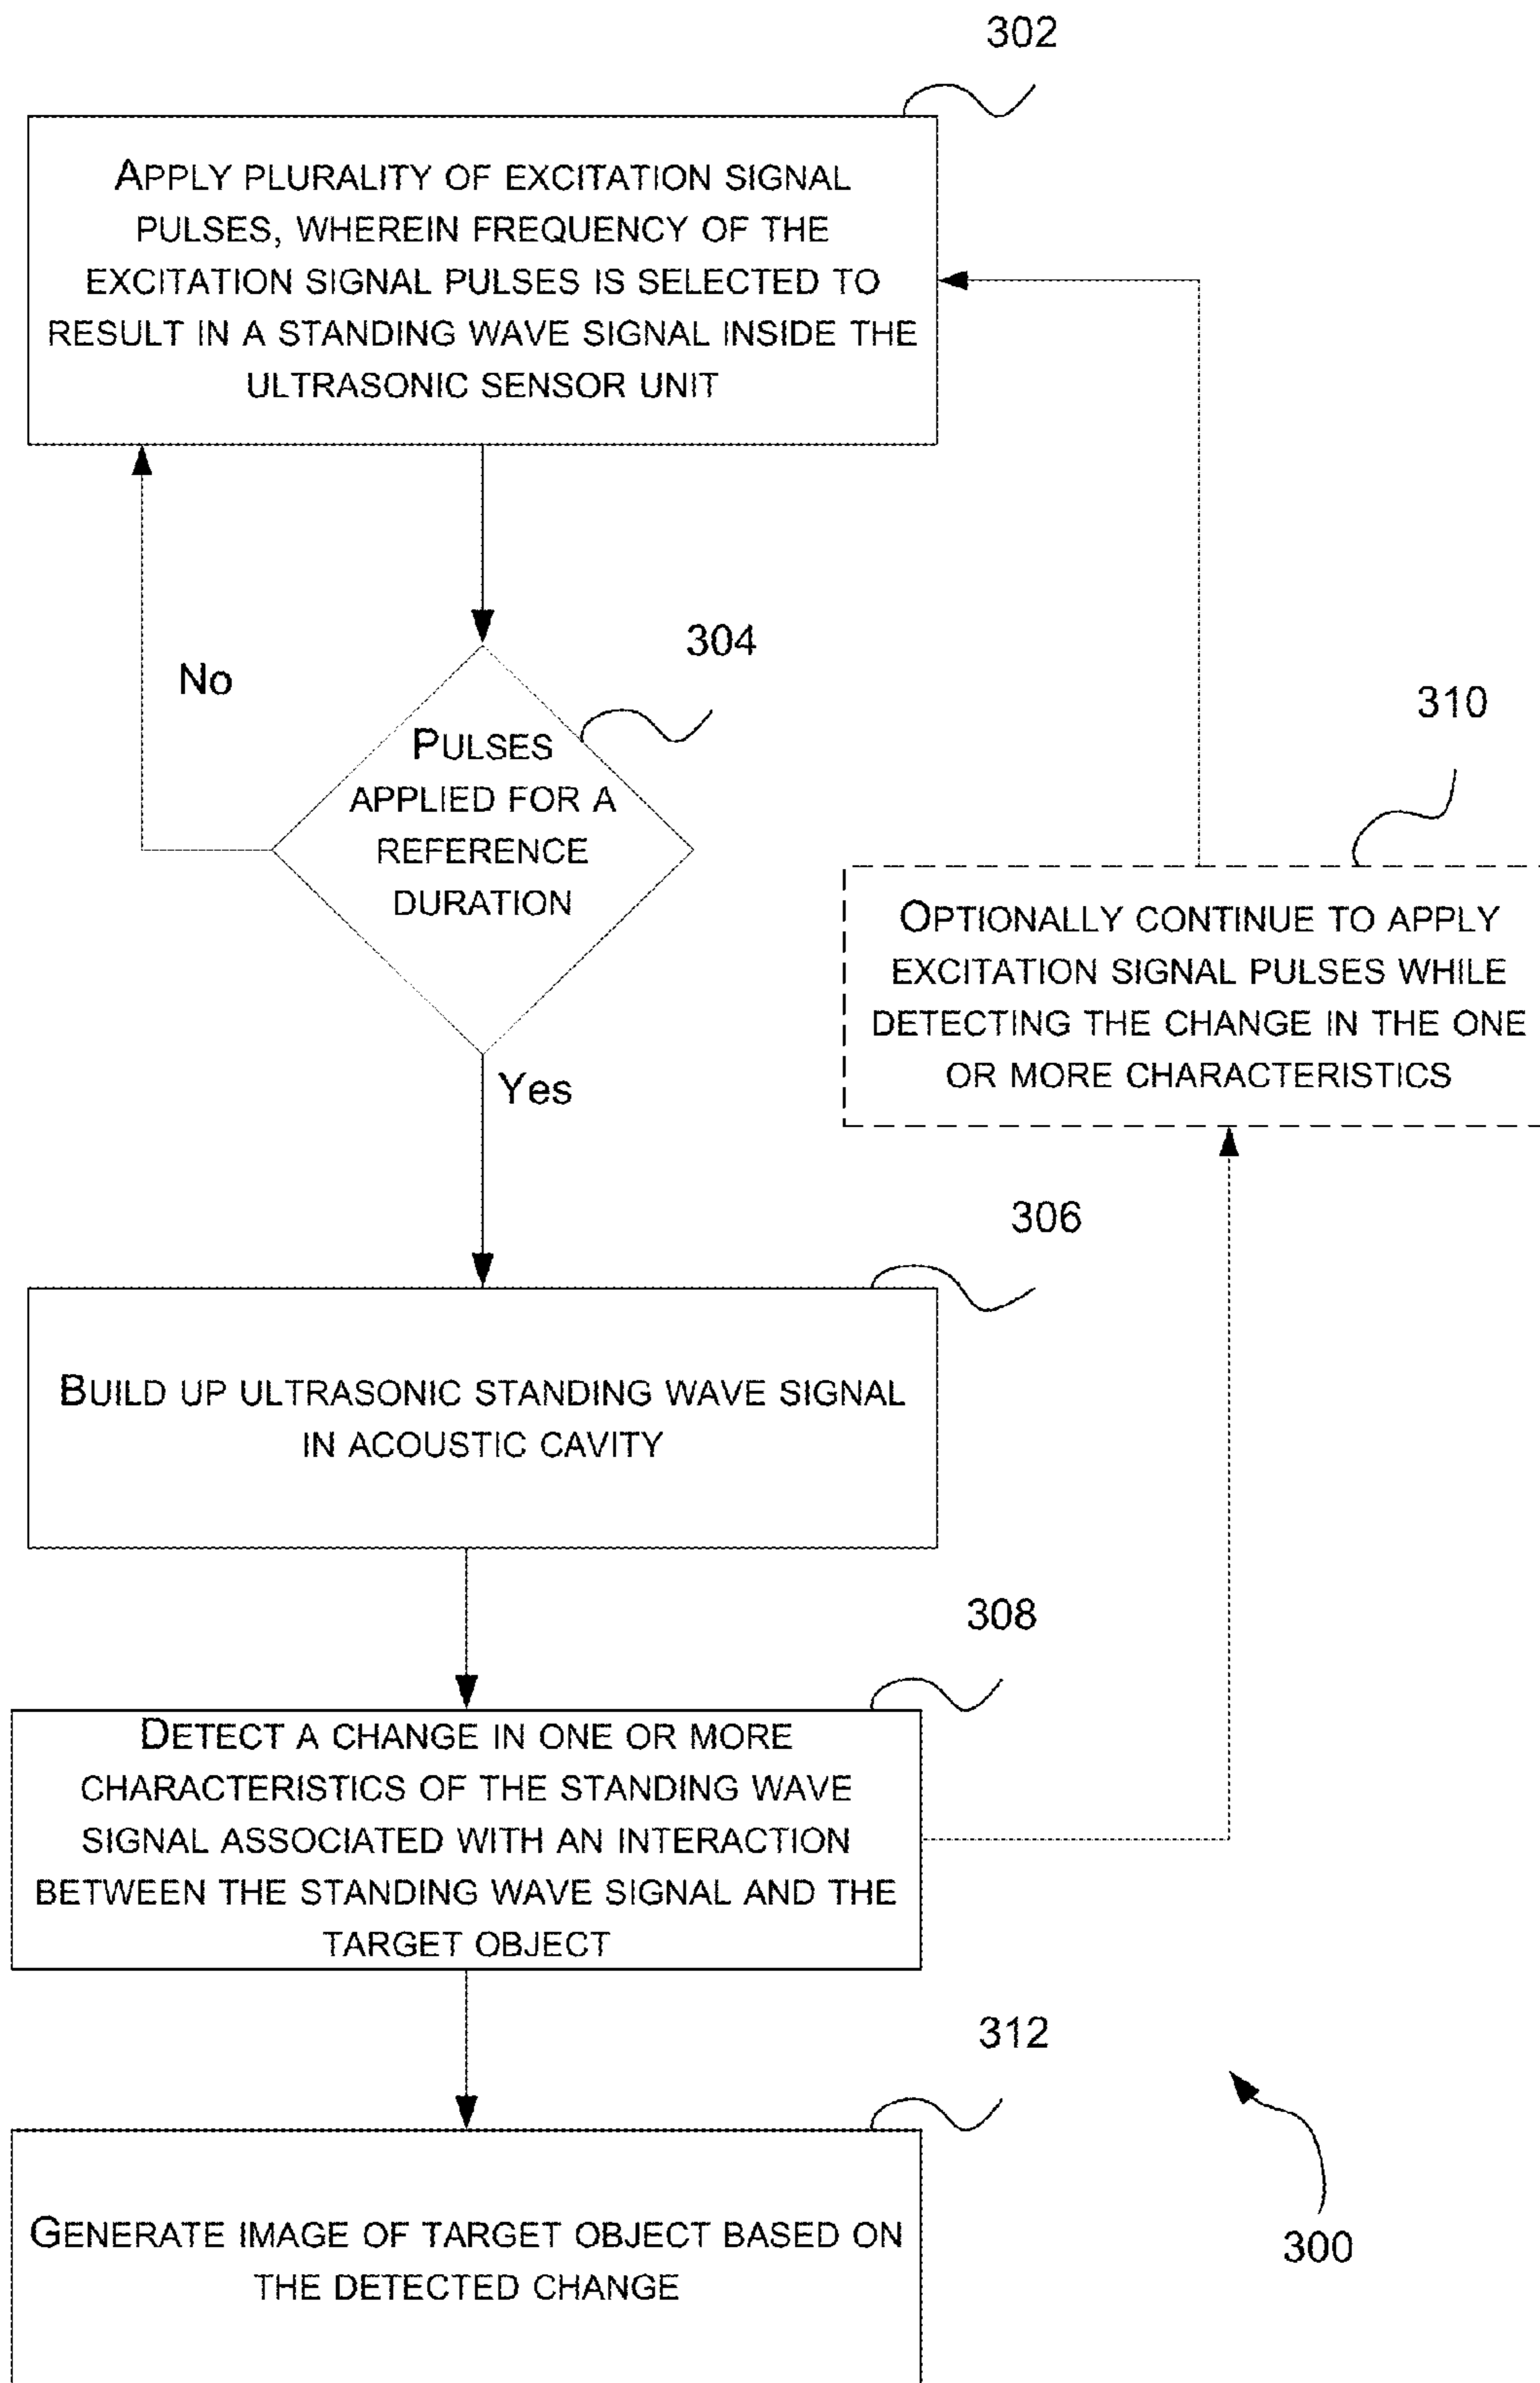 302
APPLY PLURALITY OF EXCITATION SIGNAL
PULSES, WHEREIN FREQUENCY OF THE
EXCITATION SIGNAL PULSES IS SELECTED TO
RESULT IN A STANDING WAVE SIGNAL INSIDE THE
ULTRASONIC SENSOR UNIT
304
No
PULSES
APPLIED FOR A
REFERENCE
DURATION
310
OPTIONALLY CONTINUE TO APPLY
EXCITATION SIGNAL PULSES WHILE
DETECTING THE CHANGE IN THE ONE
OR MORE CHARACTERISTICS
Yes
306
BUILD UP ULTRASONIC STANDING WAVE SIGNAL
IN ACOUSTIC CAVITY
308
DETECT A CHANGE IN ONE OR MORE
CHARACTERISTICS OF THE STANDING WAVE
SIGNAL ASSOCIATED WITH AN INTERACTION
BETWEEN THE STANDING WAVE SIGNAL AND THE
TARGET OBJECT
312
GENERATE IMAGE OF TARGET OBJECT BASED ON
THE DETECTED CHANGE
300